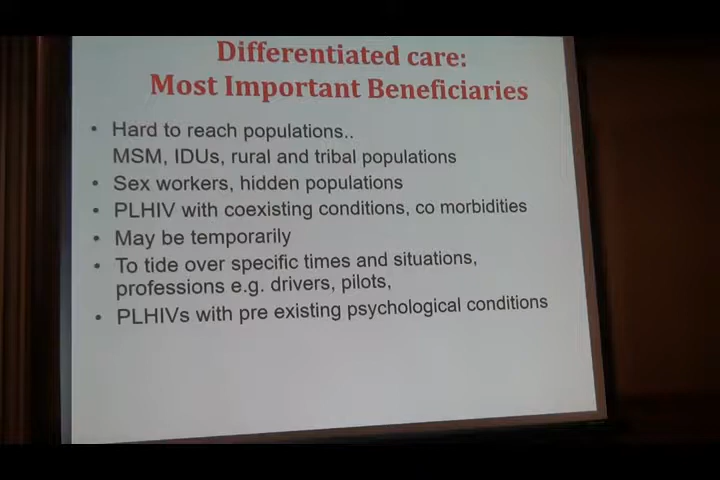 Differentiated care:
Most Important Beneficiaries
• Hard to reach populations..
MSM, IDUs, rural and tribal populations
• Sex workers, hidden populations
• PLHIV with coexisting conditions, co morbidities
• May be temporarily
• To tide over specific times and situations,
professions e.g. drivers, pilots,
• PLHIVs with pre existing psychological conditions